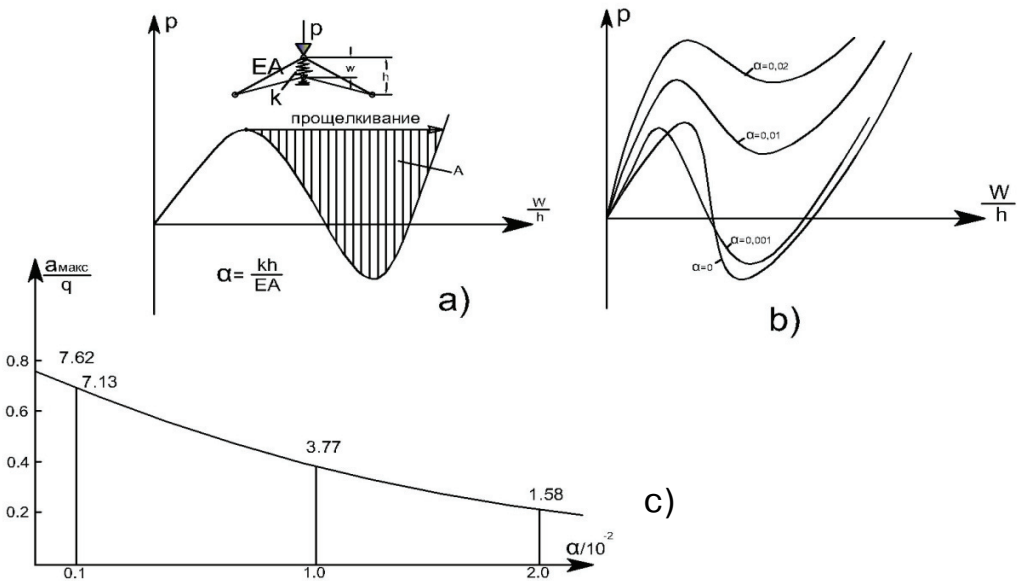 p
p
EA
w
h
k
прощелкивание
A
W
h
α= kh
EA
a)
p
α=0,02
α=0,01
α=0,001
α=0
W
h
b)
aмакс
q
0.8
0.6
0.4
0.2
7.62
7.13
3.77
1.58
c)
0.1
1.0
2.0
α/10⁻²